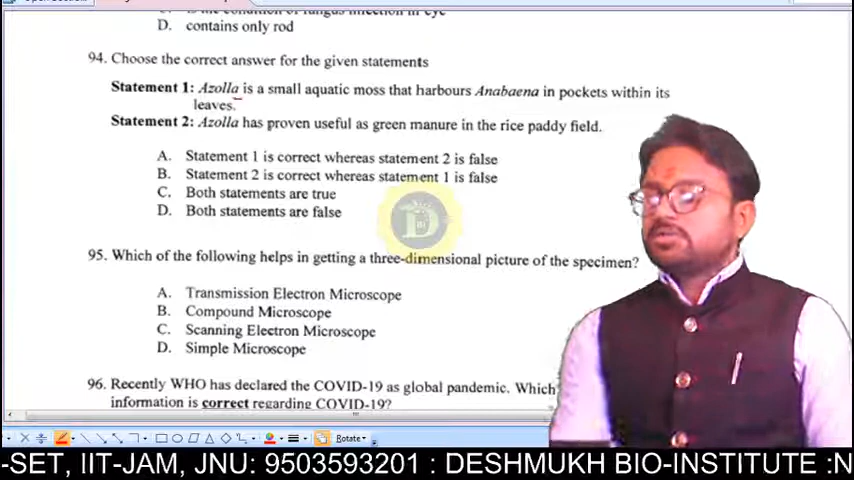 D. contains only rod
94. Choose the correct answer for the given statements
Statement 1: Azolla is a small aquatic moss that harbours Anabaena in pockets within its
leaves.
Statement 2: Azolla has proven useful as green manure in the rice paddy field.
A. Statement 1 is correct whereas statement 2 is false
B. Statement 2 is correct whereas statement 1 is false
C. Both statements are true
D. Both statements are false
95. Which of the following helps in getting a three-dimensional picture of the specimen?
A. Transmission Electron Microscope
B. Compound Microscope
C. Scanning Electron Microscope
D. Simple Microscope
96. Recently WHO has declared the COVID-19 as global pandemic. Which
information is correct regarding COVID-19?
Rotate
-SET, IIT-JAM, JNU: 9503593201 : DESHMUKH BIO-INSTITUTE :N